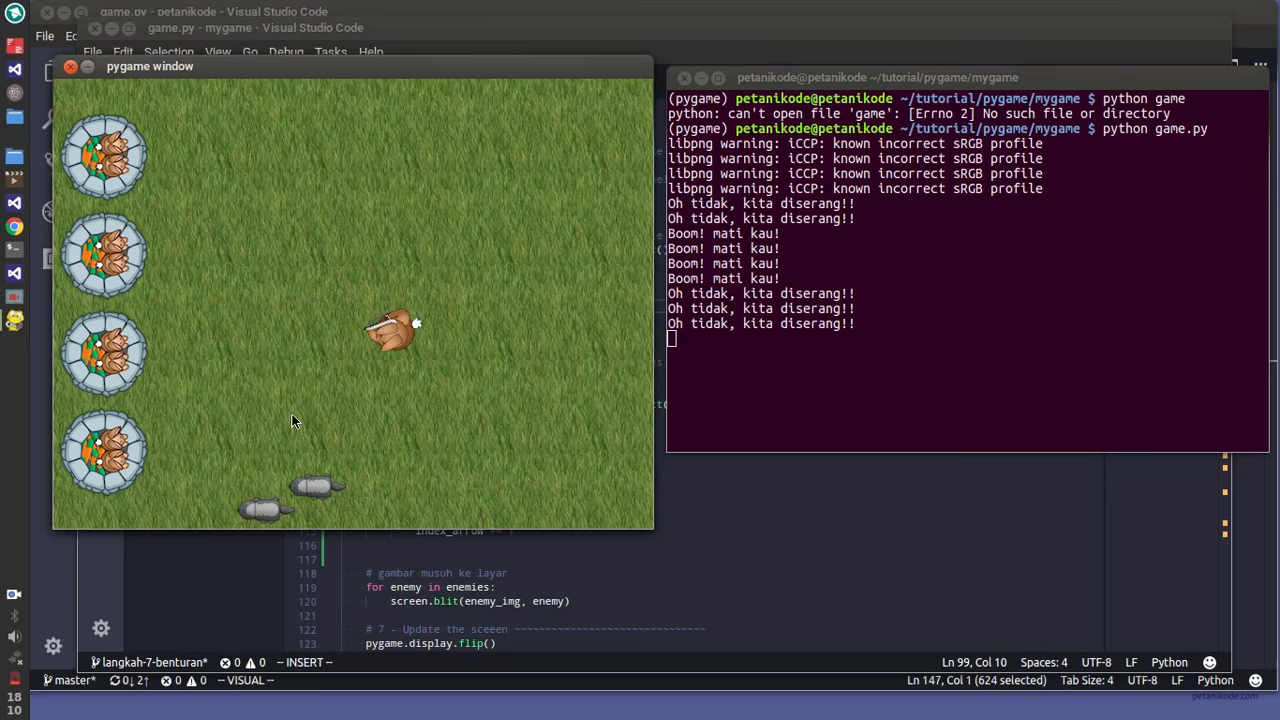 game.py - petanikode - Visual Studio Code
game.py - mygame - Visual Studio Code
File
File Edit Selection View Go Debug Tasks Help
pygame window
petanikode@petanikode ~/tutorial/pygame/mygame
(pygame) petanikode@petanikode ~/tutorial/pygame/mygame $ python game
python: can't open file 'game': [Errno 2] No such file or directory
(pygame) petanikode@petanikode ~/tutorial/pygame/mygame $ python game.py
libpng warning: iCCP: known incorrect sRGB profile
libpng warning: iCCP: known incorrect sRGB profile
libpng warning: iCCP: known incorrect sRGB profile
libpng warning: iCCP: known incorrect sRGB profile
Oh tidak, kita diserang!!
Oh tidak, kita diserang!!
Boom! mati kau!
Boom! mati kau!
Boom! mati kau!
Boom! mati kau!
Oh tidak, kita diserang!!
Oh tidak, kita diserang!!
Oh tidak, kita diserang!!
116
117
118 # gambar musuh ke layar
119 for enemy in enemies:
120 screen.blit(enemy_img, enemy)
121
122 # 7 - Update the sceeen ~~~~~~~~~~~~~~~~~~~~~~~~~~~~~~~
123 pygame.display.flip()
langkah-7-benturan* 0 0 -- INSERT -- Ln 99, Col 10 Spaces: 4 UTF-8 LF Python
master* 0↓ 2↑ 0 0 -- VISUAL -- Ln 147, Col 1 (624 selected) Tab Size: 4 UTF-8 LF Python
petanikode.com
18
10